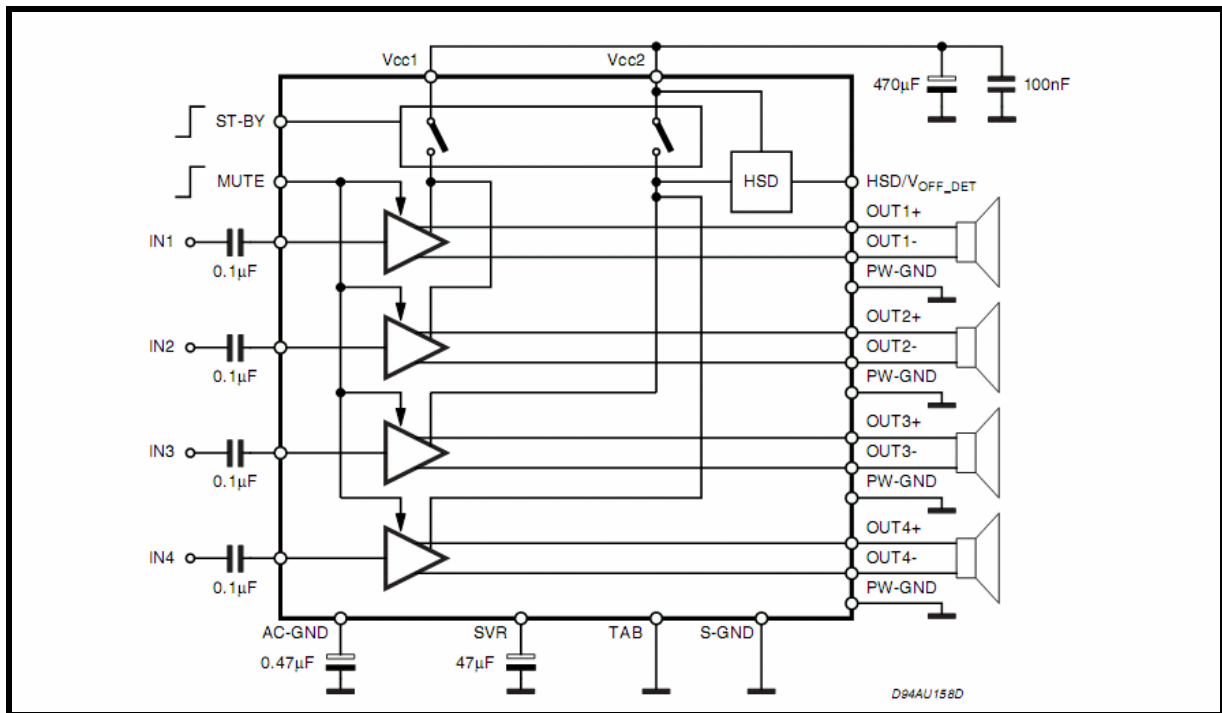 Vcc1
Vcc2
470µF
100nF
ST-BY
MUTE
HSD
HSD/VOFF_DET
OUT1+
IN1
OUT1-
0.1µF
PW-GND
OUT2+
IN2
OUT2-
0.1µF
PW-GND
OUT3+
IN3
OUT3-
0.1µF
PW-GND
OUT4+
IN4
OUT4-
0.1µF
PW-GND
AC-GND
SVR
TAB
S-GND
0.47µF
47µF
D94AU158D